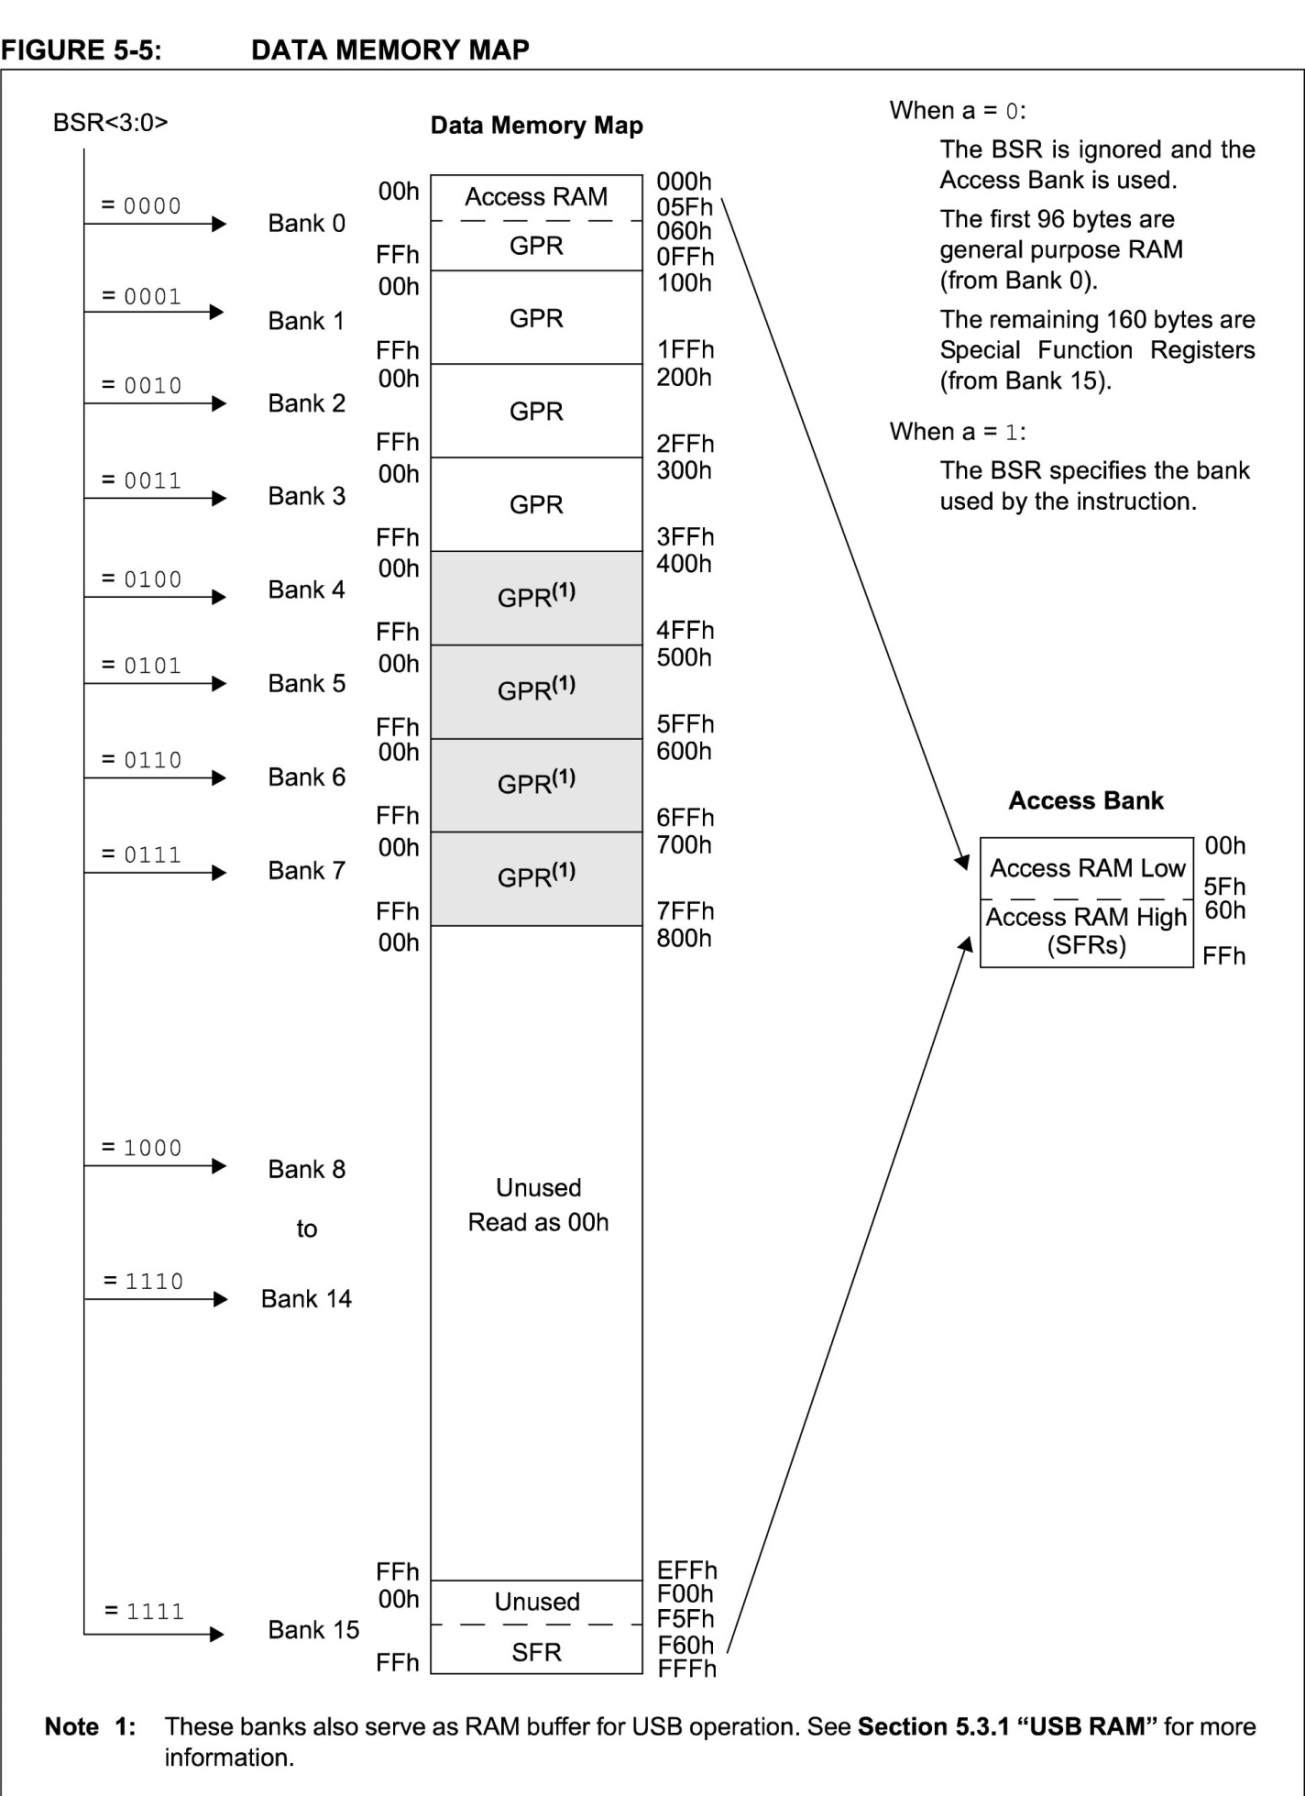 FIGURE 5-5: DATA MEMORY MAP
BSR<3:0>
Data Memory Map
When a = 0:
The BSR is ignored and the
Access Bank is used.
The first 96 bytes are
general purpose RAM
(from Bank 0).
The remaining 160 bytes are
Special Function Registers
(from Bank 15).
When a = 1:
The BSR specifies the bank
used by the instruction.
= 0000
Bank 0
00h
Access RAM
000h
05Fh
060h
GPR
FFh
0FFh
= 0001
Bank 1
00h
GPR
100h
FFh
1FFh
= 0010
Bank 2
00h
GPR
200h
FFh
2FFh
= 0011
Bank 3
00h
GPR
300h
FFh
3FFh
= 0100
Bank 4
00h
GPR(1)
400h
FFh
4FFh
= 0101
Bank 5
00h
GPR(1)
500h
FFh
5FFh
= 0110
Bank 6
00h
GPR(1)
600h
FFh
6FFh
= 0111
Bank 7
00h
GPR(1)
700h
FFh
7FFh
00h
800h
= 1000
Bank 8
to
= 1110
Bank 14
Unused
Read as 00h
FFh
EFFh
= 1111
Bank 15
00h
Unused
F00h
F5Fh
F60h
SFR
FFh
FFFh
Access Bank
Access RAM Low
00h
5Fh
Access RAM High
(SFRs)
60h
FFh
Note 1: These banks also serve as RAM buffer for USB operation. See Section 5.3.1 “USB RAM” for more
information.